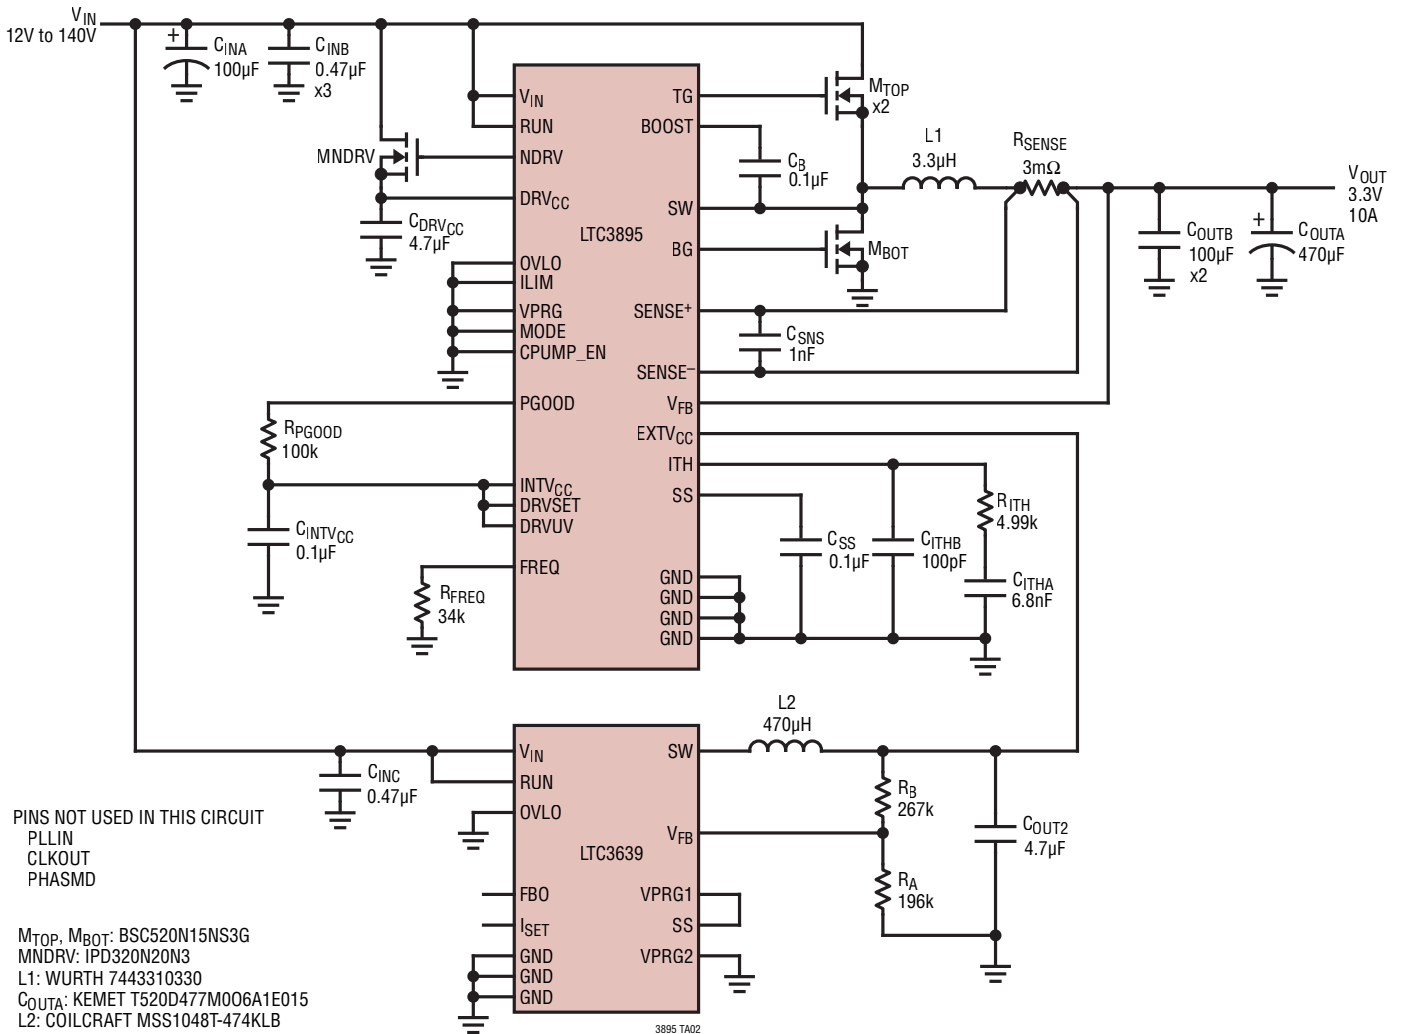 VIN
12V to 140V
+
CINA
100µF
CINB
0.47µF
x3
MNDRV
CDRVCC
4.7µF
VIN
RUN
NDRV
DRVCC
OVLO
ILIM
VPRG
MODE
CPUMP_EN
PGOOD
INTVCC
DRVSET
DRVUV
FREQ
LTC3895
TG
BOOST
SW
BG
SENSE+
SENSE–
VFB
EXTVCC
ITH
SS
GND
GND
GND
GND
MTOP
x2
CB
0.1µF
MBOT
L1
3.3µH
RSENSE
3mΩ
VOUT
3.3V
10A
COUTB
100µF
x2
+
COUTA
470µF
CSNS
1nF
RPGOOD
100k
CINTVCC
0.1µF
RFREQ
34k
CSS
0.1µF
CITHB
100pF
RITH
4.99k
CITHA
6.8nF
CINC
0.47µF
VIN
RUN
OVLO
FBO
ISET
GND
GND
GND
LTC3639
SW
VFB
VPRG1
SS
VPRG2
L2
470µH
RB
267k
RA
196k
COUT2
4.7µF
PINS NOT USED IN THIS CIRCUIT
PLLIN
CLKOUT
PHASMD
MTOP, MBOT: BSC520N15NS3G
MNDRV: IPD320N20N3
L1: WURTH 7443310330
COUTA: KEMET T520D477M006A1E015
L2: COILCRAFT MSS1048T-474KLB
3895 TA02